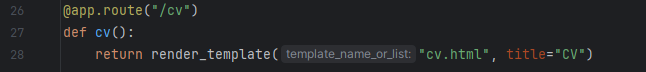 26 @app.route("/cv")
27 def cv():
28     return render_template( template_name_or_list: "cv.html", title="CV")